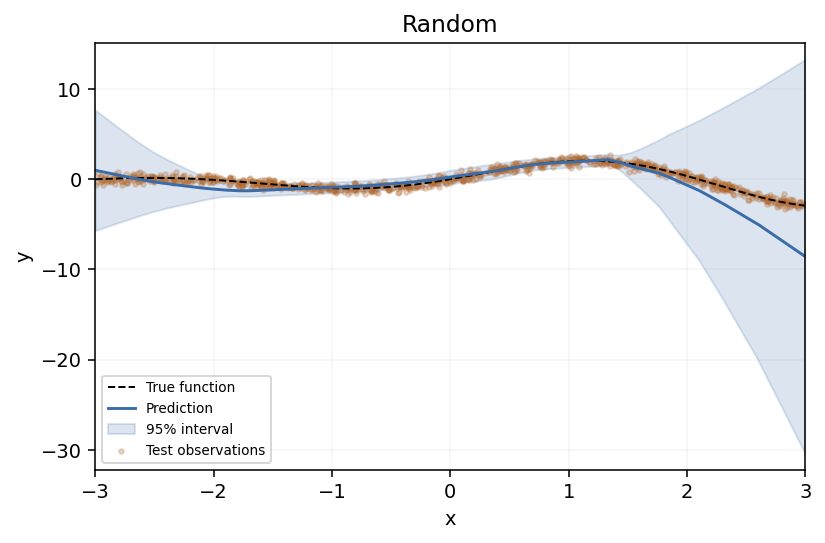 Random
10
0
−10
−20
−30
y
−3
−2
−1
0
1
2
3
x
True function
Prediction
95% interval
Test observations